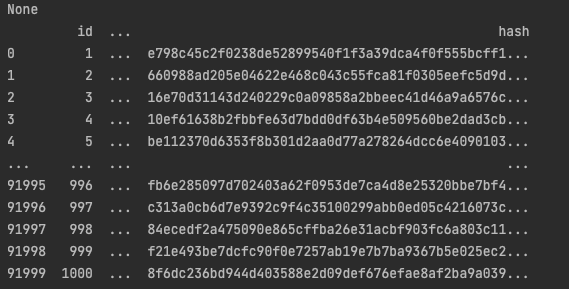 None
id ... hash
0 1 ... e798c45c2f0238de52899540f1f3a39dca4f0f555bcff1...
1 2 ... 660988ad205e04622e468c043c55fca81f0305eefc5d9d...
2 3 ... 16e70d31143d240229c0a09858a2bbeec41d46a9a6576c...
3 4 ... 10ef61638b2fbbfe63d7bdd0df63b4e509560be2dad3cb...
4 5 ... be112370d6353f8b301d2aa0d77a278264dcc6e4090103...
... ... ... ...
91995 996 ... fb6e285097d702403a62f0953de7ca4d8e25320bbe7bf4...
91996 997 ... c313a0cb6d7e9392c9f4c35100299abb0ed05c4216073c...
91997 998 ... 84ecedf2a475090e865cffba26e31acbf903fc6a803c11...
91998 999 ... f21e493be7dcfc90f0e7257ab19e7b7ba9367b5e025ec2...
91999 1000 ... 8f6dc236bd944d403588e2d09def676efae8af2ba9a039...